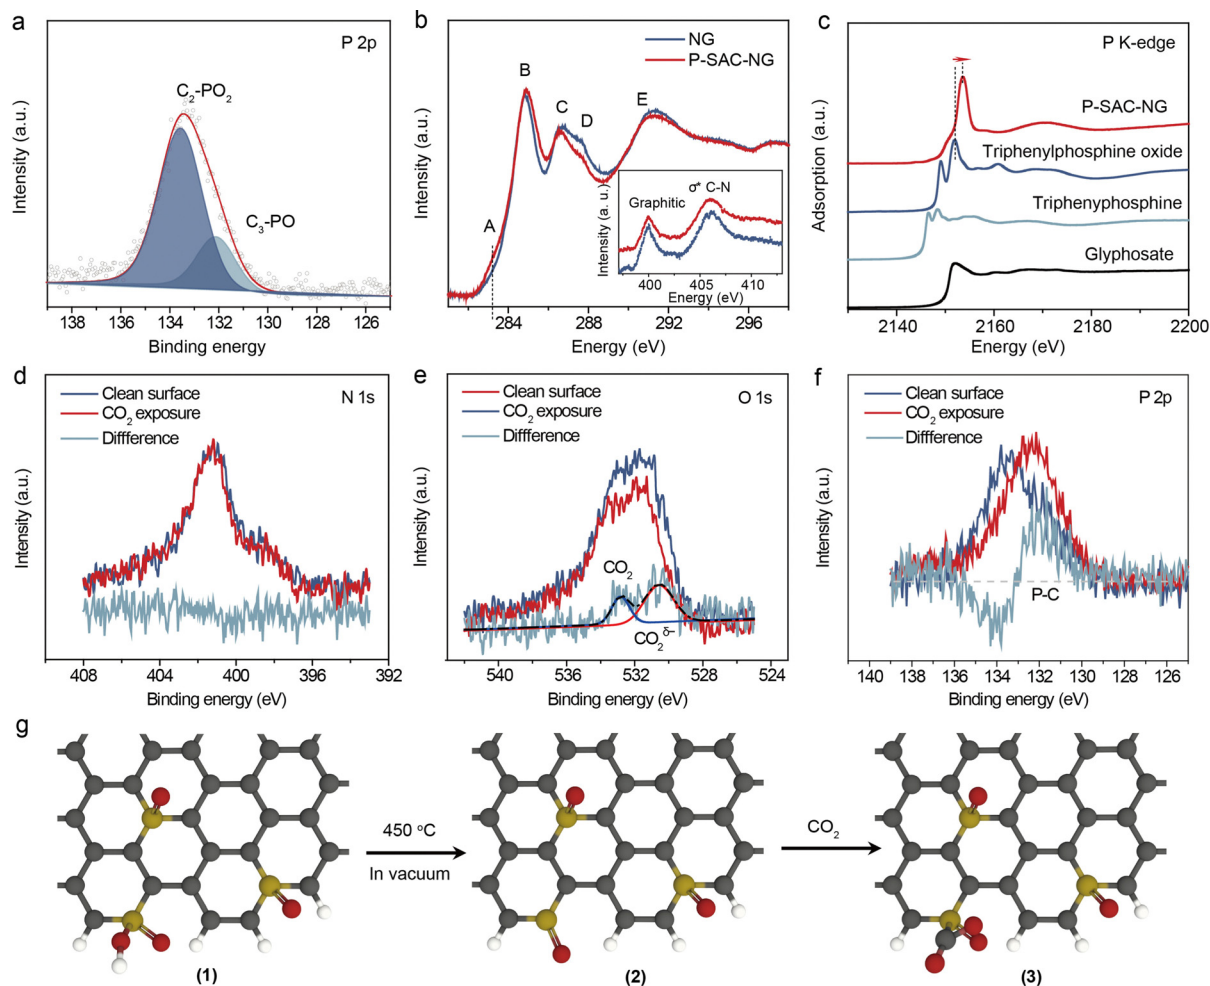 a
P 2p
C2-PO2
C3-PO
Intensity (a.u.)
138 136 134 132 130 128 126
Binding energy
b
NG
P-SAC-NG
A
B
C
D
E
Intensity (a.u.)
284 288 292 296
Energy (eV)
σ* C-N
Graphitic
Intensity (a. u.)
400 405 410
Energy (eV)
c
P K-edge
P-SAC-NG
Triphenylphosphine oxide
Triphenyphosphine
Glyphosate
Adsorption (a.u.)
2140 2160 2180 2200
Energy (eV)
d
Clean surface
CO2 exposure
Diffference
N 1s
Intensity (a.u.)
408 404 400 396 392
Binding energy (eV)
e
Clean surface
CO2 exposure
Diffference
O 1s
CO2
CO2δ–
Intensity (a.u.)
540 536 532 528 524
Binding energy (eV)
f
Clean surface
CO2 exposure
Diffference
P 2p
P-C
Intensity (a.u.)
140 138 136 134 132 130 128 126
Binding energy (eV)
g
450 °C
In vacuum
CO2
(1)
(2)
(3)